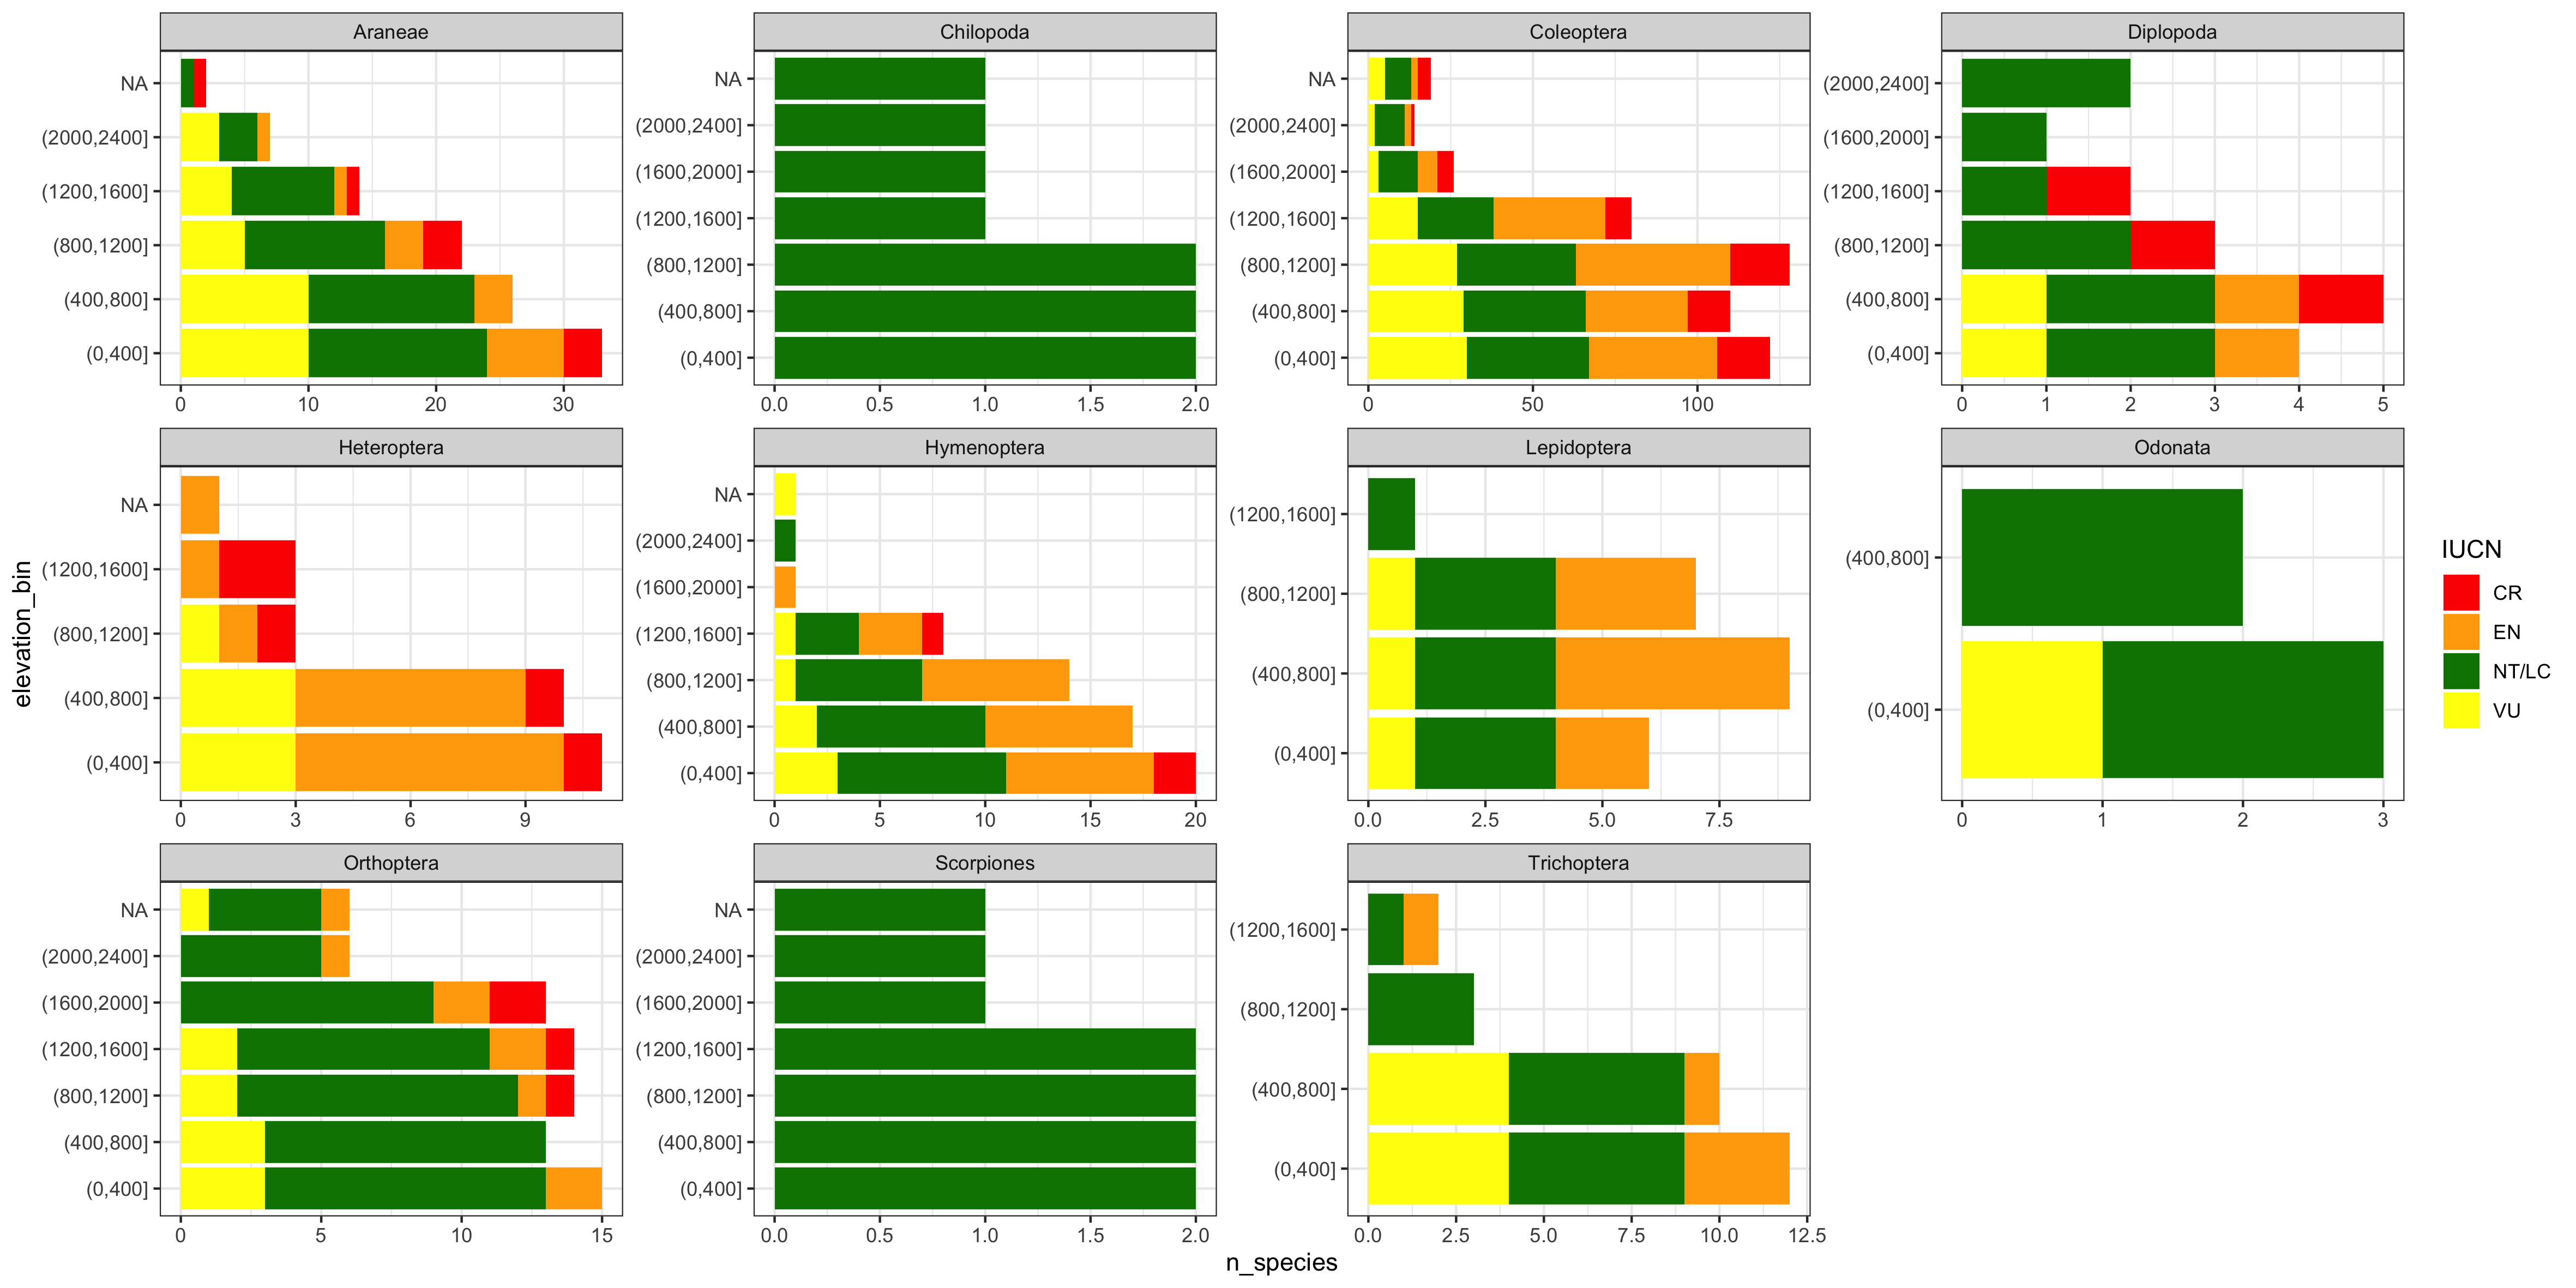 Araneae
NA
(2000,2400]
(1200,1600]
(800,1200]
(400,800]
(0,400]
0 10 20 30
Chilopoda
NA
(2000,2400]
(1600,2000]
(1200,1600]
(800,1200]
(400,800]
(0,400]
0.0 0.5 1.0 1.5 2.0
Coleoptera
NA
(2000,2400]
(1600,2000]
(1200,1600]
(800,1200]
(400,800]
(0,400]
0 50 100
Diplopoda
(2000,2400]
(1600,2000]
(1200,1600]
(800,1200]
(400,800]
(0,400]
0 1 2 3 4 5
elevation_bin
Heteroptera
NA
(1200,1600]
(800,1200]
(400,800]
(0,400]
0 3 6 9
Hymenoptera
NA
(2000,2400]
(1600,2000]
(1200,1600]
(800,1200]
(400,800]
(0,400]
0 5 10 15 20
Lepidoptera
(1200,1600]
(800,1200]
(400,800]
(0,400]
0.0 2.5 5.0 7.5
Odonata
(400,800]
(0,400]
0 1 2 3
IUCN
CR
EN
NT/LC
VU
Orthoptera
NA
(2000,2400]
(1600,2000]
(1200,1600]
(800,1200]
(400,800]
(0,400]
0 5 10 15
Scorpiones
NA
(2000,2400]
(1600,2000]
(1200,1600]
(800,1200]
(400,800]
(0,400]
0.0 0.5 1.0 1.5 2.0
Trichoptera
(1200,1600]
(800,1200]
(400,800]
(0,400]
0.0 2.5 5.0 7.5 10.0 12.5
n_species